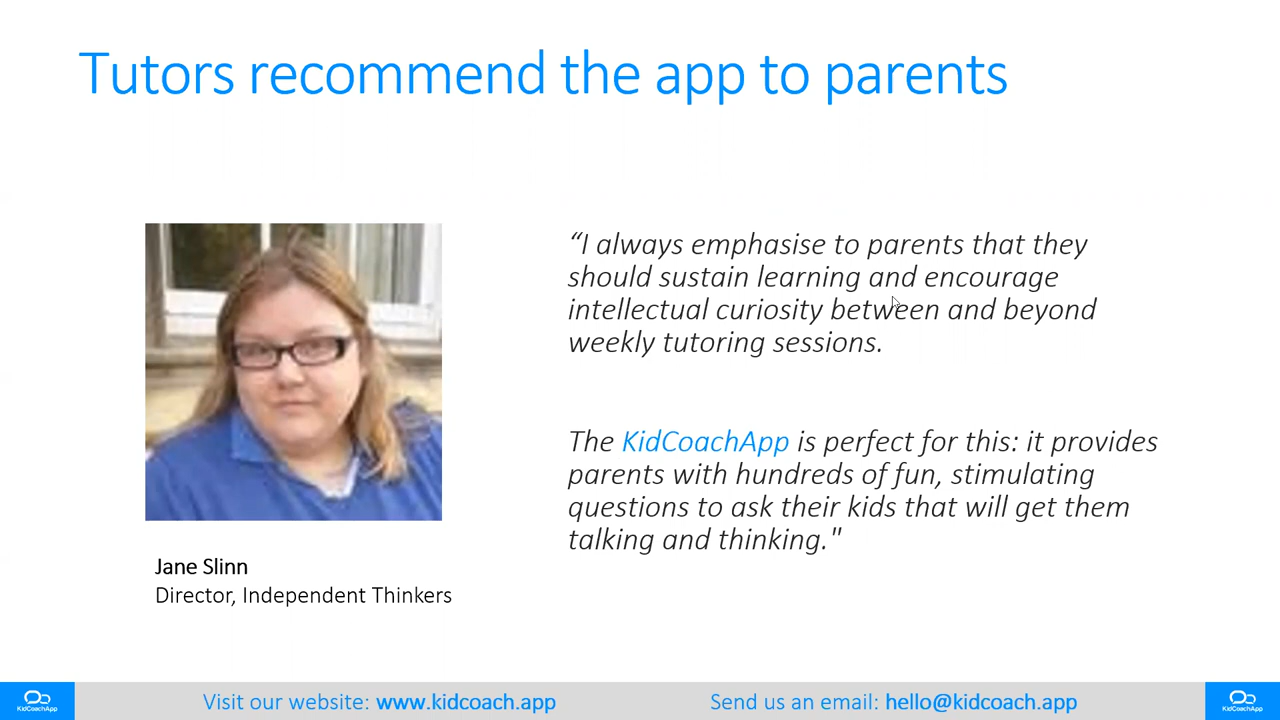 Tutors recommend the app to parents
“I always emphasise to parents that they
should sustain learning and encourage
intellectual curiosity between and beyond
weekly tutoring sessions.
The KidCoachApp is perfect for this: it provides
parents with hundreds of fun, stimulating
questions to ask their kids that will get them
talking and thinking."
Jane Slinn
Director, Independent Thinkers
KidCoachApp
Visit our website: www.kidcoach.app
Send us an email: hello@kidcoach.app
KidCoachApp